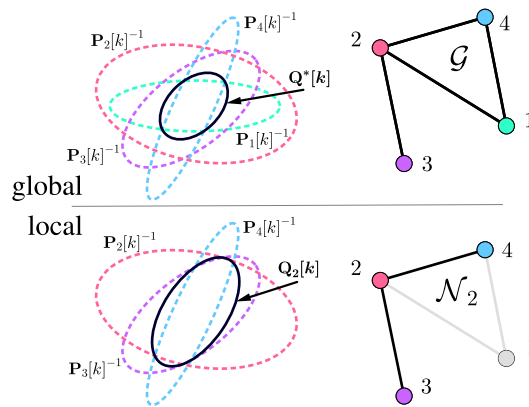 P₂[k]⁻¹
P₄[k]⁻¹
Q*[k]
P₁[k]⁻¹
P₃[k]⁻¹
2
4
G
1
3
global
local
P₂[k]⁻¹
P₄[k]⁻¹
Q₂[k]
P₃[k]⁻¹
2
4
N₂
3